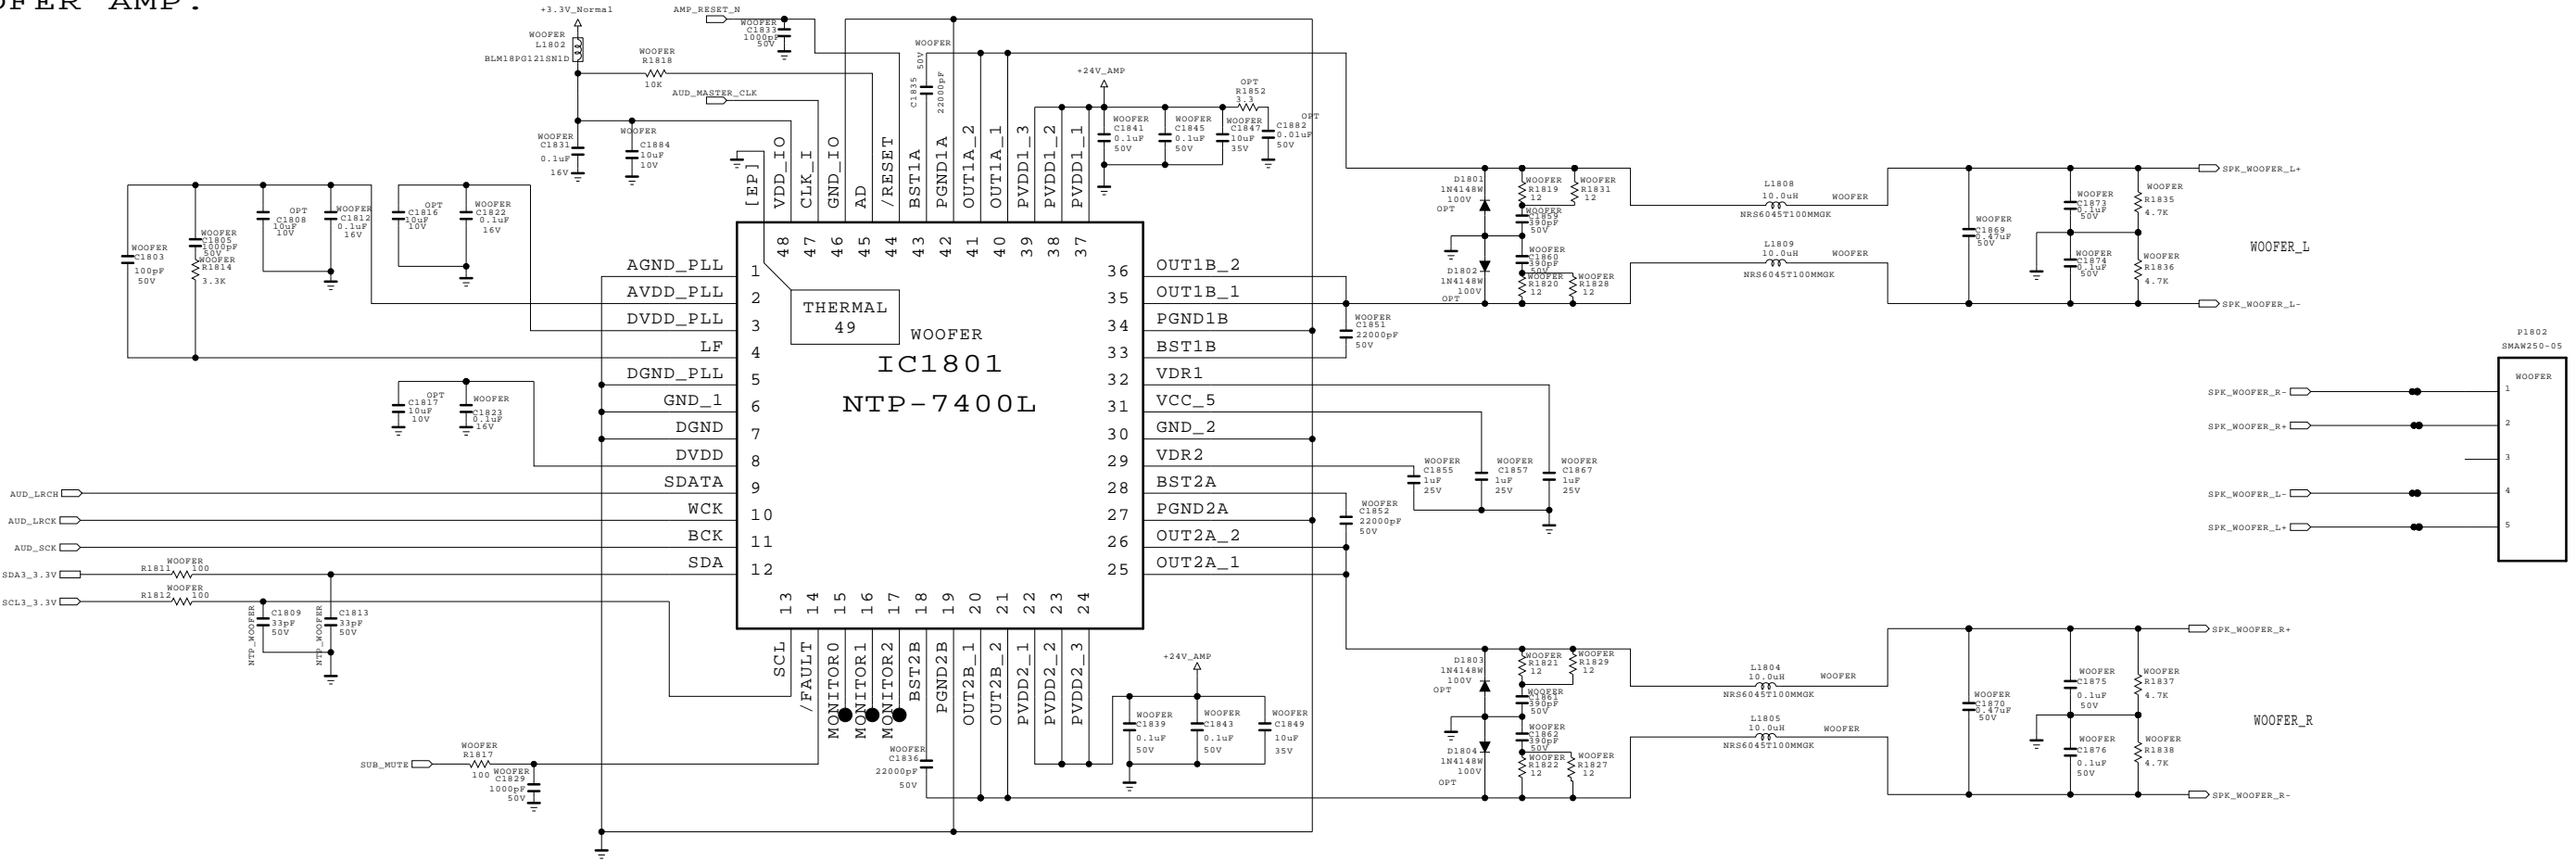 OFER AMP.
+3.3V_Normal
AMP_RESET_N
WOOFER
L1802
BLM18PG121SN1D
WOOFER
R1818
10K
WOOFER
C1833
1000pF
50V
AUD_MASTER_CLK
WOOFER
C1835
50V
22000pF
+24V_AMP
OPT
R1852
3.3
WOOFER
C1841
0.1uF
50V
WOOFER
C1845
0.1uF
50V
WOOFER
C1847
10uF
35V
OPT
C1882
0.01uF
50V
WOOFER
C1831
0.1uF
16V
WOOFER
C1884
10uF
10V
WOOFER
C1803
100pF
50V
WOOFER
C1805
1000pF
50V
WOOFER
R1814
3.3K
OPT
C1808
10uF
10V
WOOFER
C1812
0.1uF
16V
OPT
C1816
10uF
10V
WOOFER
C1822
0.1uF
16V
OPT
C1817
10uF
10V
WOOFER
C1823
0.1uF
16V
[EP]
VDD_IO
CLK_I
GND_IO
AD
/RESET
BST1A
PGND1A
OUT1A_2
OUT1A_1
PVDD1_3
PVDD1_2
PVDD1_1
48
47
46
45
44
43
42
41
40
39
38
37
AGND_PLL 1
AVDD_PLL 2
DVDD_PLL 3
LF 4
DGND_PLL 5
GND_1 6
DGND 7
DVDD 8
SDATA 9
WCK 10
BCK 11
SDA 12
THERMAL
49
WOOFER
IC1801
NTP-7400L
36 OUT1B_2
35 OUT1B_1
34 PGND1B
33 BST1B
32 VDR1
31 VCC_5
30 GND_2
29 VDR2
28 BST2A
27 PGND2A
26 OUT2A_2
25 OUT2A_1
13
14
15
16
17
18
19
20
21
22
23
24
SCL
/FAULT
MONITOR0
MONITOR1
MONITOR2
BST2B
PGND2B
OUT2B_1
OUT2B_2
PVDD2_1
PVDD2_2
PVDD2_3
AUD_LRCH
AUD_LRCK
AUD_SCK
SDA3_3.3V
SCL3_3.3V
WOOFER
R1811 100
WOOFER
R1812 100
NTP_WOOFER
C1809
33pF
50V
NTP_WOOFER
C1813
33pF
50V
SUB_MUTE
WOOFER
R1817
100
WOOFER
C1829
1000pF
50V
WOOFER
C1836
22000pF
50V
+24V_AMP
WOOFER
C1839
0.1uF
50V
WOOFER
C1843
0.1uF
50V
WOOFER
C1849
10uF
35V
WOOFER
C1851
22000pF
50V
WOOFER
C1852
22000pF
50V
WOOFER
C1855
1uF
25V
WOOFER
C1857
1uF
25V
WOOFER
C1867
1uF
25V
D1801
1N4148W
100V
OPT
D1802
1N4148W
100V
OPT
WOOFER
R1819
12
WOOFER
R1831
12
WOOFER
C1859
390pF
50V
WOOFER
C1860
390pF
50V
WOOFER
R1820
12
WOOFER
R1828
12
L1808
10.0uH WOOFER
NRS6045T100MMGK
L1809
10.0uH WOOFER
NRS6045T100MMGK
WOOFER
C1869
0.47uF
50V
WOOFER
C1873
0.1uF
50V
WOOFER
C1874
0.1uF
50V
WOOFER
R1835
4.7K
WOOFER
R1836
4.7K
SPK_WOOFER_L+
WOOFER_L
SPK_WOOFER_L-
P1802
SMAW250-05
WOOFER
SPK_WOOFER_R- 1
SPK_WOOFER_R+ 2
3
SPK_WOOFER_L- 4
SPK_WOOFER_L+ 5
D1803
1N4148W
100V
OPT
D1804
1N4148W
100V
OPT
WOOFER
R1821
12
WOOFER
R1829
12
WOOFER
C1861
390pF
50V
WOOFER
C1862
390pF
50V
WOOFER
R1822
12
WOOFER
R1827
12
L1804
10.0uH WOOFER
NRS6045T100MMGK
L1805
10.0uH WOOFER
NRS6045T100MMGK
WOOFER
C1870
0.47uF
50V
WOOFER
C1875
0.1uF
50V
WOOFER
C1876
0.1uF
50V
WOOFER
R1837
4.7K
WOOFER
R1838
4.7K
SPK_WOOFER_R+
WOOFER_R
SPK_WOOFER_R-